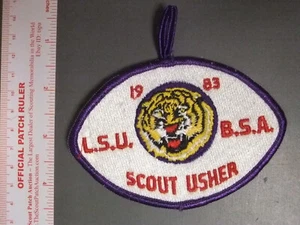 19 83
L.S.U. B.S.A.
SCOUT USHER
OFFICIAL PATCH RULER